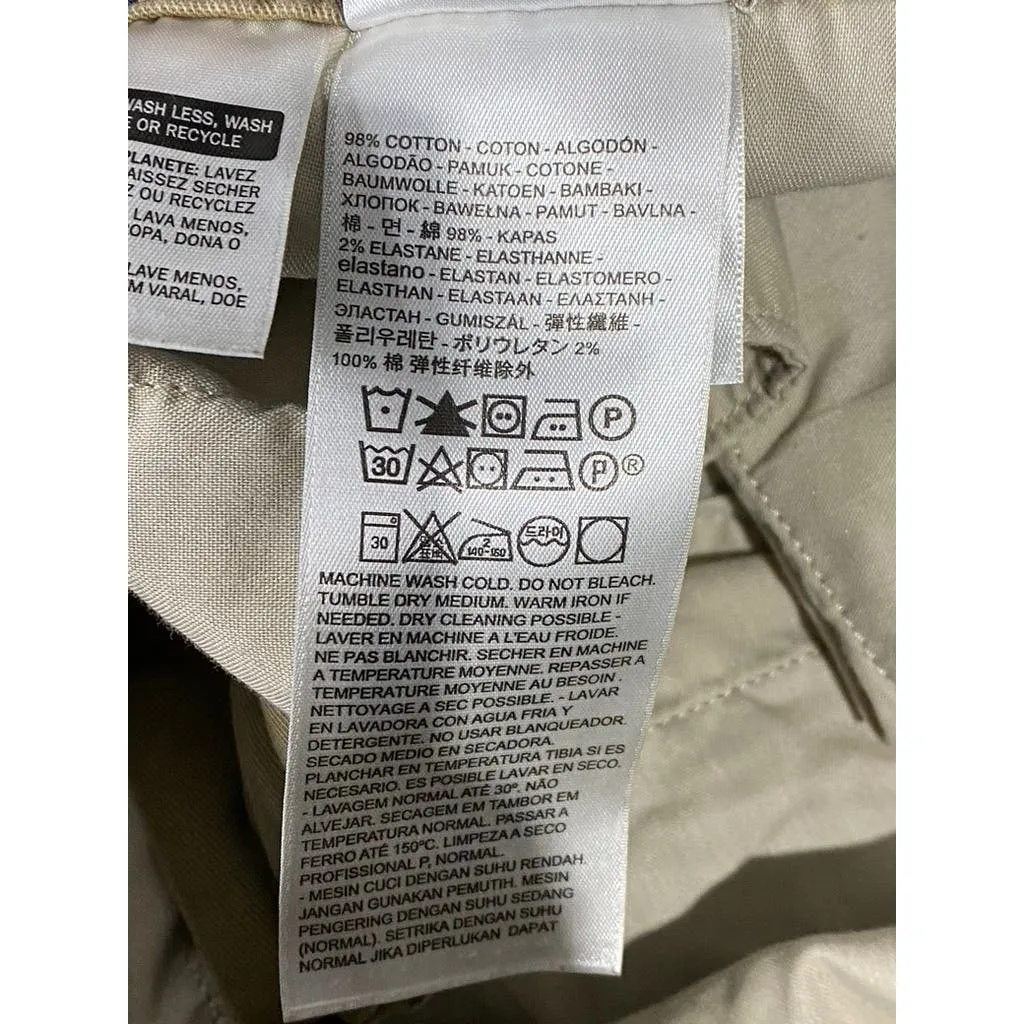 WASH LESS, WASH
E OR RECYCLE
PLANETE: LAVEZ
AISSEZ SECHER
Z OU RECYCLEZ
LAVA MENOS,
OPA, DONA O
LAVE MENOS,
M VARAL, DOE
98% COTTON - COTON - ALGODÓN -
ALGODÃO - PAMUK - COTONE -
BAUMWOLLE - KATOEN - BAMBAKI -
ХЛОПОК - BAWEŁNA - PAMUT - BAVLNA -
棉 - 면 - 綿 98% - KAPAS
2% ELASTANE - ELASTHANNE -
elastano - ELASTAN - ELASTOMERO -
ELASTHAN - ELASTAAN - ΕΛΑΣΤΑΝΗ -
ЭЛАСТАН - GUMISZÁL - 彈性纖維 -
폴리우레탄 - ポリウレタン 2%
100% 棉 弹性纤维除外
P
30 P ®
30 표백 2 140-160 드라이
MACHINE WASH COLD. DO NOT BLEACH.
TUMBLE DRY MEDIUM. WARM IRON IF
NEEDED. DRY CLEANING POSSIBLE -
LAVER EN MACHINE A L'EAU FROIDE.
NE PAS BLANCHIR. SECHER EN MACHINE
A TEMPERATURE MOYENNE. REPASSER A
TEMPERATURE MOYENNE AU BESOIN .
NETTOYAGE A SEC POSSIBLE. - LAVAR
EN LAVADORA CON AGUA FRIA Y
DETERGENTE. NO USAR BLANQUEADOR.
SECADO MEDIO EN SECADORA.
PLANCHAR EN TEMPERATURA TIBIA SI ES
NECESARIO. ES POSIBLE LAVAR EN SECO.
- LAVAGEM NORMAL ATÉ 30º. NÃO
ALVEJAR. SECAGEM EM TAMBOR EM
TEMPERATURA NORMAL. PASSAR A
FERRO ATÉ 150ºC. LIMPEZA A SECO
PROFISSIONAL P, NORMAL.
- MESIN CUCI DENGAN SUHU RENDAH.
JANGAN GUNAKAN PEMUTIH. MESIN
PENGERING DENGAN SUHU SEDANG
(NORMAL). SETRIKA DENGAN SUHU
NORMAL JIKA DIPERLUKAN DAPAT